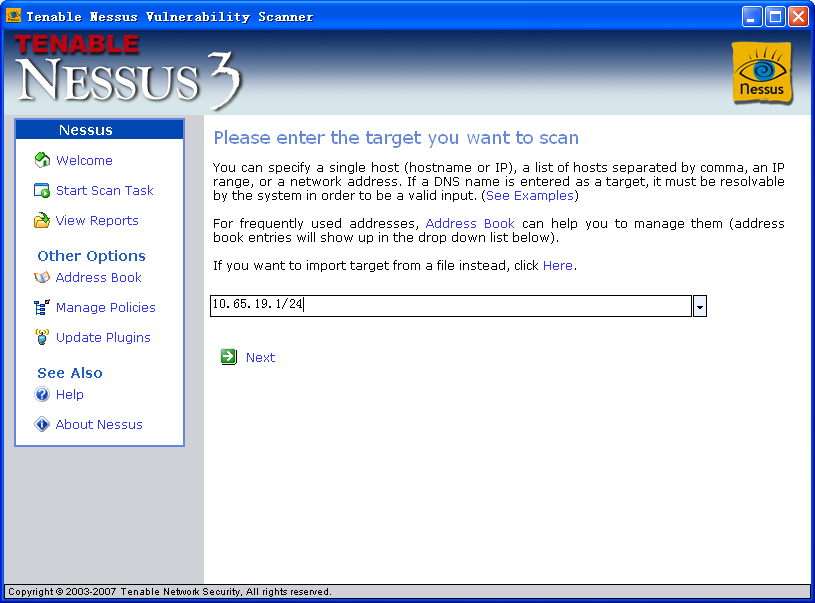 Tenable Nessus Vulnerability Scanner
TENABLE
NESSUS 3
Nessus
Nessus
Welcome
Start Scan Task
View Reports
Other Options
Address Book
Manage Policies
Update Plugins
See Also
Help
About Nessus
Please enter the target you want to scan
You can specify a single host (hostname or IP), a list of hosts separated by comma, an IP
range, or a network address. If a DNS name is entered as a target, it must be resolvable
by the system in order to be a valid input. (See Examples)
For frequently used addresses, Address Book can help you to manage them (address
book entries will show up in the drop down list below).
If you want to import target from a file instead, click Here.
10.65.19.1/24
Next
Copyright © 2003-2007 Tenable Network Security, All rights reserved.